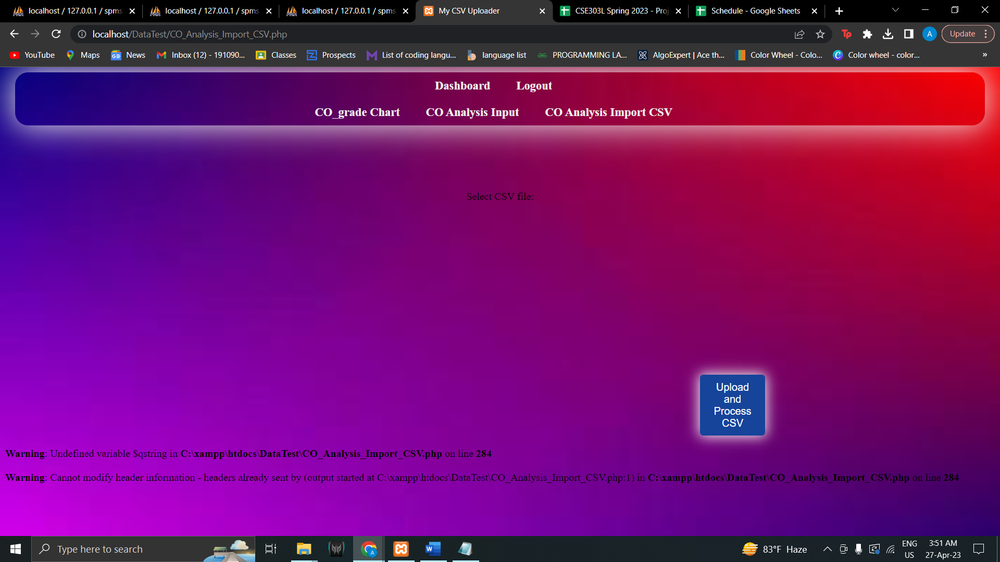 localhost / 127.0.0.1 / spms
localhost / 127.0.0.1 / spms
localhost / 127.0.0.1 / spms
My CSV Uploader
CSE303L Spring 2023 - Proj
Schedule - Google Sheets
localhost/DataTest/CO_Analysis_Import_CSV.php
Tp
A
Update
YouTube
Maps
News
Inbox (12) - 191090...
Classes
Prospects
List of coding langu...
language list
PROGRAMMING LA...
AlgoExpert | Ace th...
Color Wheel - Colo...
Color wheel - color...
»
Dashboard Logout
CO_grade Chart CO Analysis Input CO Analysis Import CSV
Select CSV file:
Upload
and
Process
CSV
Warning: Undefined variable $qstring in C:\xampp\htdocs\DataTest\CO_Analysis_Import_CSV.php on line 284
Warning: Cannot modify header information - headers already sent by (output started at C:\xampp\htdocs\DataTest\CO_Analysis_Import_CSV.php:1) in C:\xampp\htdocs\DataTest\CO_Analysis_Import_CSV.php on line 284
Type here to search
83°F Haze
ENG
US
3:51 AM
27-Apr-23